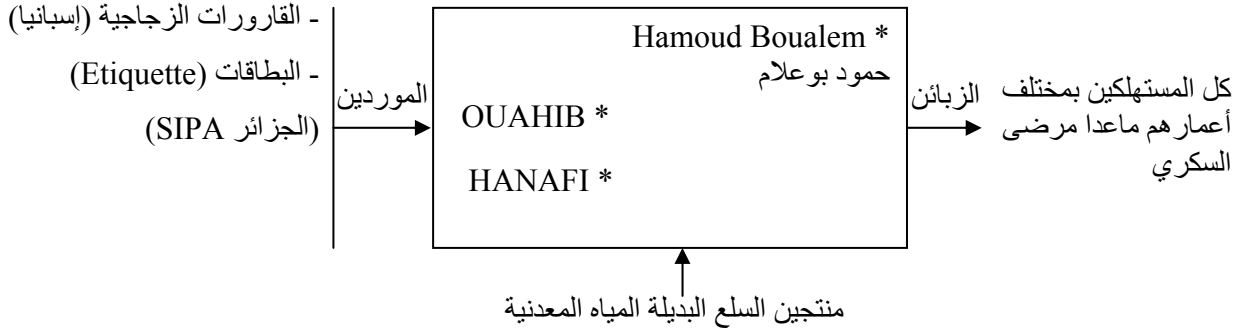 - القارورات الزجاجية (إسبانيا)
- البطاقات (Etiquette)
(الجزائر SIPA)
الموردين
Hamoud Boualem *
حمود بوعلام
OUAHIB *
HANAFI *
الزبائن
كل المستهلكين بمختلف
أعمارهم ماعدا مرضى
السكري
منتجين السلع البديلة المياه المعدنية